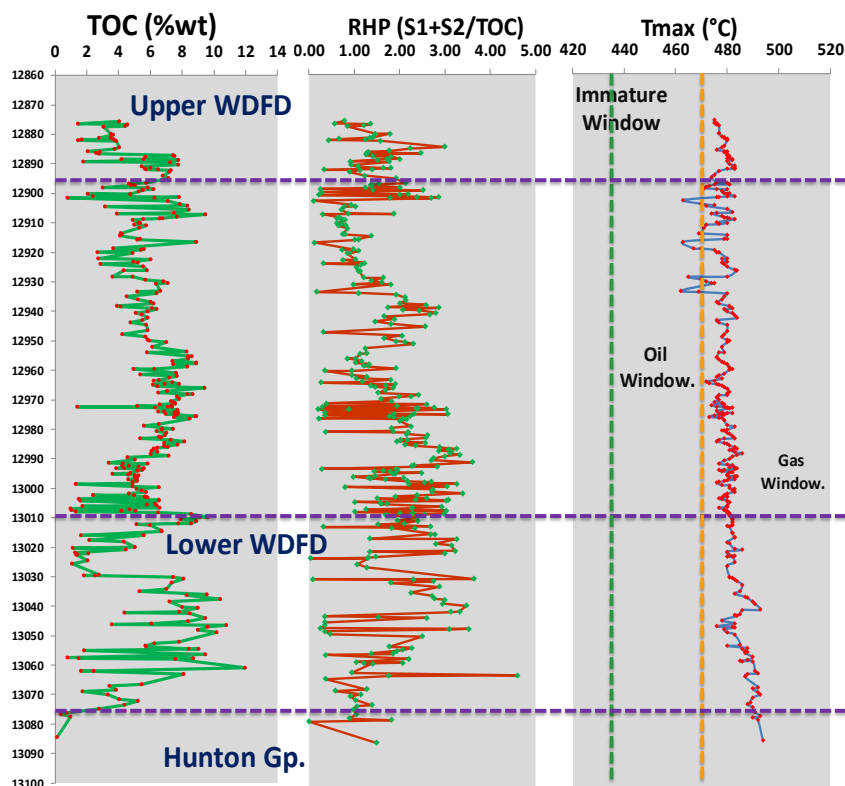 TOC (%wt)
0 2 4 6 8 10 12 14
RHP (S1+S2/TOC)
0.00 1.00 2.00 3.00 4.00 5.00
Tmax (°C)
420 440 460 480 500 520
12860
12870
12880
12890
12900
12910
12920
12930
12940
12950
12960
12970
12980
12990
13000
13010
13020
13030
13040
13050
13060
13070
13080
13090
13100
Upper WDFD
Lower WDFD
Hunton Gp.
Immature
Window
Oil
Window.
Gas
Window.